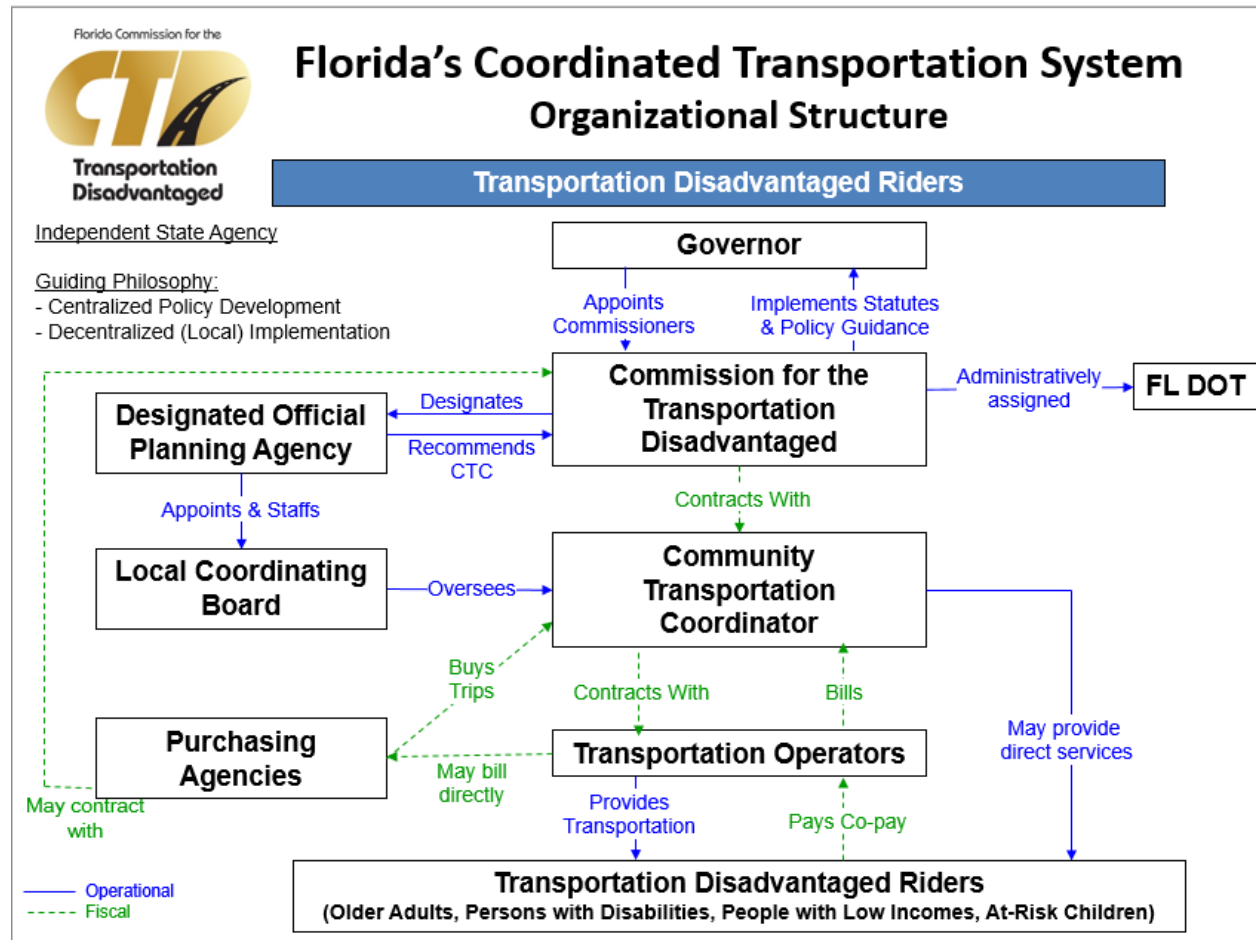 Florida Commission for the
CTD
Transportation
Disadvantaged
Florida's Coordinated Transportation System
Organizational Structure
Transportation Disadvantaged Riders
Independent State Agency
Guiding Philosophy:
- Centralized Policy Development
- Decentralized (Local) Implementation
Governor
Appoints
Commissioners
Implements Statutes
& Policy Guidance
Commission for the
Transportation
Disadvantaged
Administratively
assigned
FL DOT
Designated Official
Planning Agency
Designates
Recommends
CTC
Contracts With
Appoints & Staffs
Local Coordinating
Board
Oversees
Community
Transportation
Coordinator
Buys
Trips
Contracts With
Bills
May provide
direct services
Purchasing
Agencies
May bill
directly
Transportation Operators
May contract
with
Provides
Transportation
Pays Co-pay
Transportation Disadvantaged Riders
(Older Adults, Persons with Disabilities, People with Low Incomes, At-Risk Children)
Operational
Fiscal